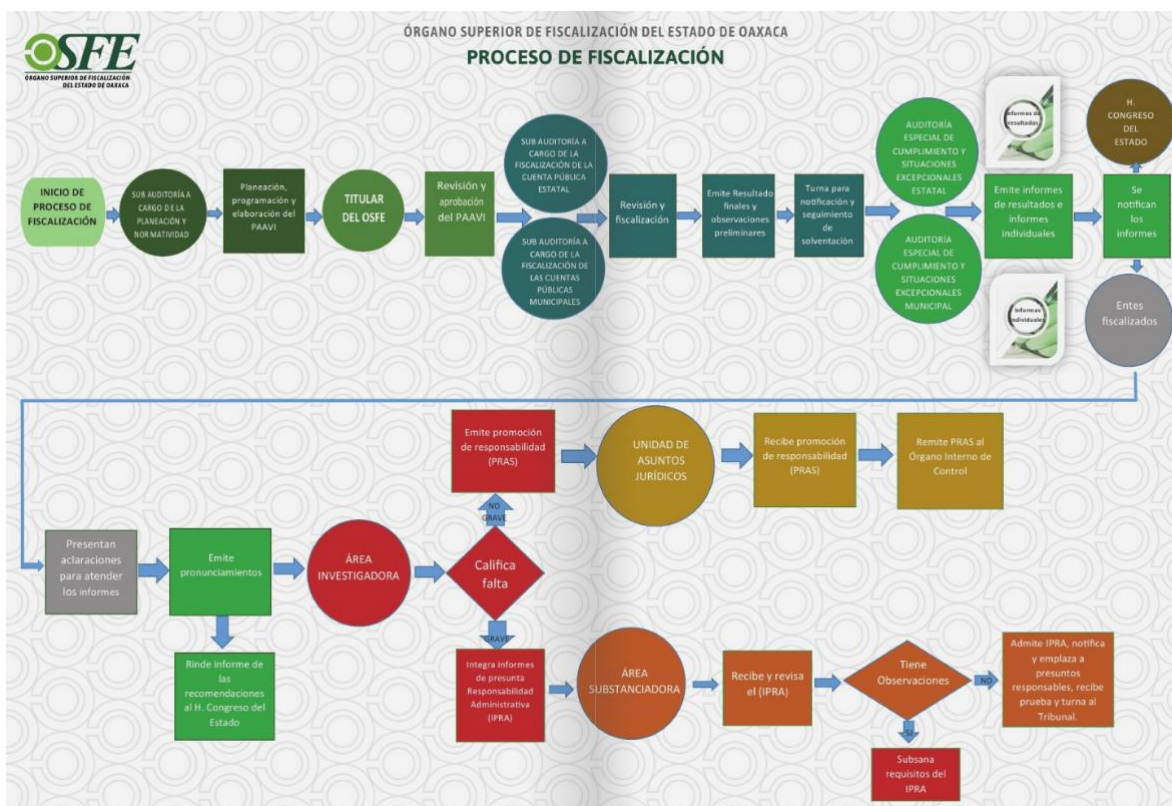 ÓRGANO SUPERIOR DE FISCALIZACIÓN DEL ESTADO DE OAXACA
PROCESO DE FISCALIZACIÓN
OSFE
ÓRGANO SUPERIOR DE FISCALIZACIÓN
DEL ESTADO DE OAXACA
INICIO DE
PROCESO DE
FISCALIZACIÓN
SUB AUDITORÍA A
CARGO DE LA
PLANEACIÓN Y
NORMATIVIDAD
Planeación,
programación y
elaboración del
PAAVI
TITULAR
DEL OSFE
Revisión y
aprobación
del PAAVI
SUB AUDITORÍA A
CARGO DE LA
FISCALIZACIÓN DE LA
CUENTA PÚBLICA
ESTATAL
SUB AUDITORÍA A
CARGO DE LA
FISCALIZACIÓN DE
LAS CUENTAS
PÚBLICAS
MUNICIPALES
Revisión y
fiscalización
Emite Resultado
finales y
observaciones
preliminares
Turna para
notificación y
seguimiento
de
solventación
AUDITORÍA
ESPECIAL DE
CUMPLIMIENTO Y
SITUACIONES
EXCEPCIONALES
ESTATAL
AUDITORÍA
ESPECIAL DE
CUMPLIMIENTO Y
SITUACIONES
EXCEPCIONALES
MUNICIPAL
Informes de
resultados
Emite informes
de resultados e
informes
individuales
Informes
individuales
H.
CONGRESO
DEL
ESTADO
Se
notifican
los
informes
Entes
fiscalizados
Presentan
aclaraciones
para atender
los informes
Emite
pronunciamientos
Rinde informe de
las
recomendaciones
al H. Congreso del
Estado
ÁREA
INVESTIGADORA
Califica
falta
NO
GRAVE
Emite promoción
de responsabilidad
(PRAS)
UNIDAD DE
ASUNTOS
JURÍDICOS
Recibe promoción
de responsabilidad
(PRAS)
Remite PRAS al
Órgano Interno de
Control
GRAVE
Integra informes
de presunta
Responsabilidad
Administrativa
(IPRA)
ÁREA
SUBSTANCIADORA
Recibe y revisa
el (IPRA)
Tiene
Observaciones
NO
Admite IPRA, notifica
y emplaza a
presuntos
responsables, recibe
prueba y turna al
Tribunal.
SI
Subsana
requisitos del
IPRA